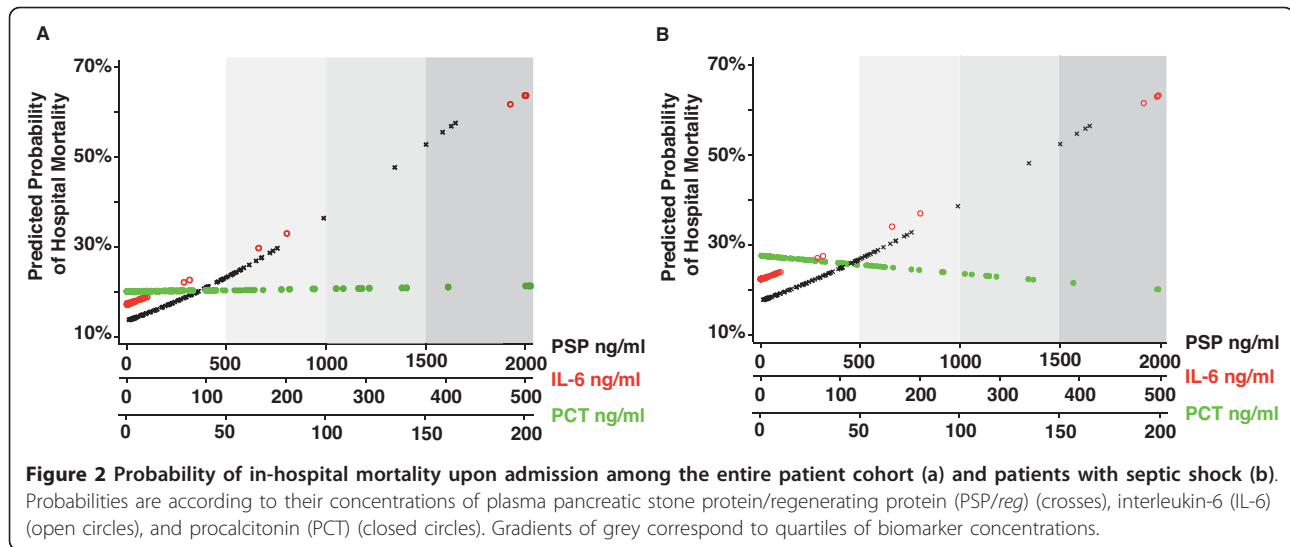 A
Predicted Probability
of Hospital Mortality
70%
50%
30%
10%
0 500 1000 1500 2000 PSP ng/ml
0 100 200 300 400 500 IL-6 ng/ml
0 50 100 150 200 PCT ng/ml
B
Predicted Probability
of Hospital Mortality
70%
50%
30%
10%
0 500 1000 1500 2000 PSP ng/ml
0 100 200 300 400 500 IL-6 ng/ml
0 50 100 150 200 PCT ng/ml
Figure 2 Probability of in-hospital mortality upon admission among the entire patient cohort (a) and patients with septic shock (b).
Probabilities are according to their concentrations of plasma pancreatic stone protein/regenerating protein (PSP/reg) (crosses), interleukin-6 (IL-6)
(open circles), and procalcitonin (PCT) (closed circles). Gradients of grey correspond to quartiles of biomarker concentrations.